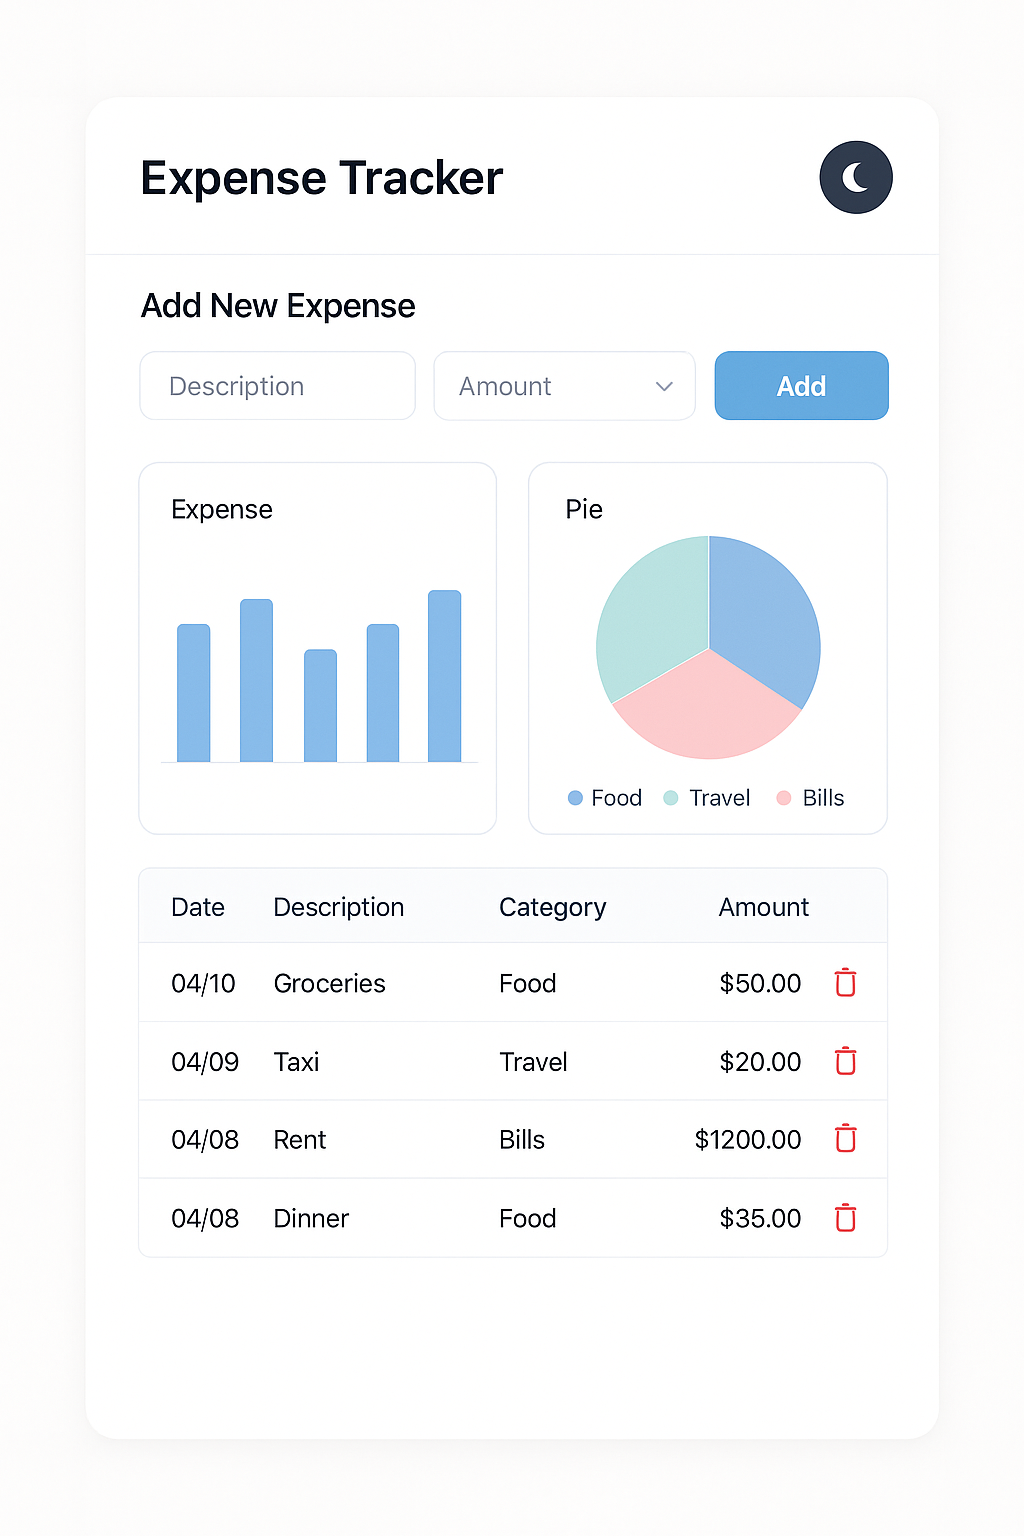 Expense Tracker
Add New Expense
Description Amount Add
Expense
Pie
Food Travel Bills
Date Description Category Amount
04/10 Groceries Food $50.00
04/09 Taxi Travel $20.00
04/08 Rent Bills $1200.00
04/08 Dinner Food $35.00